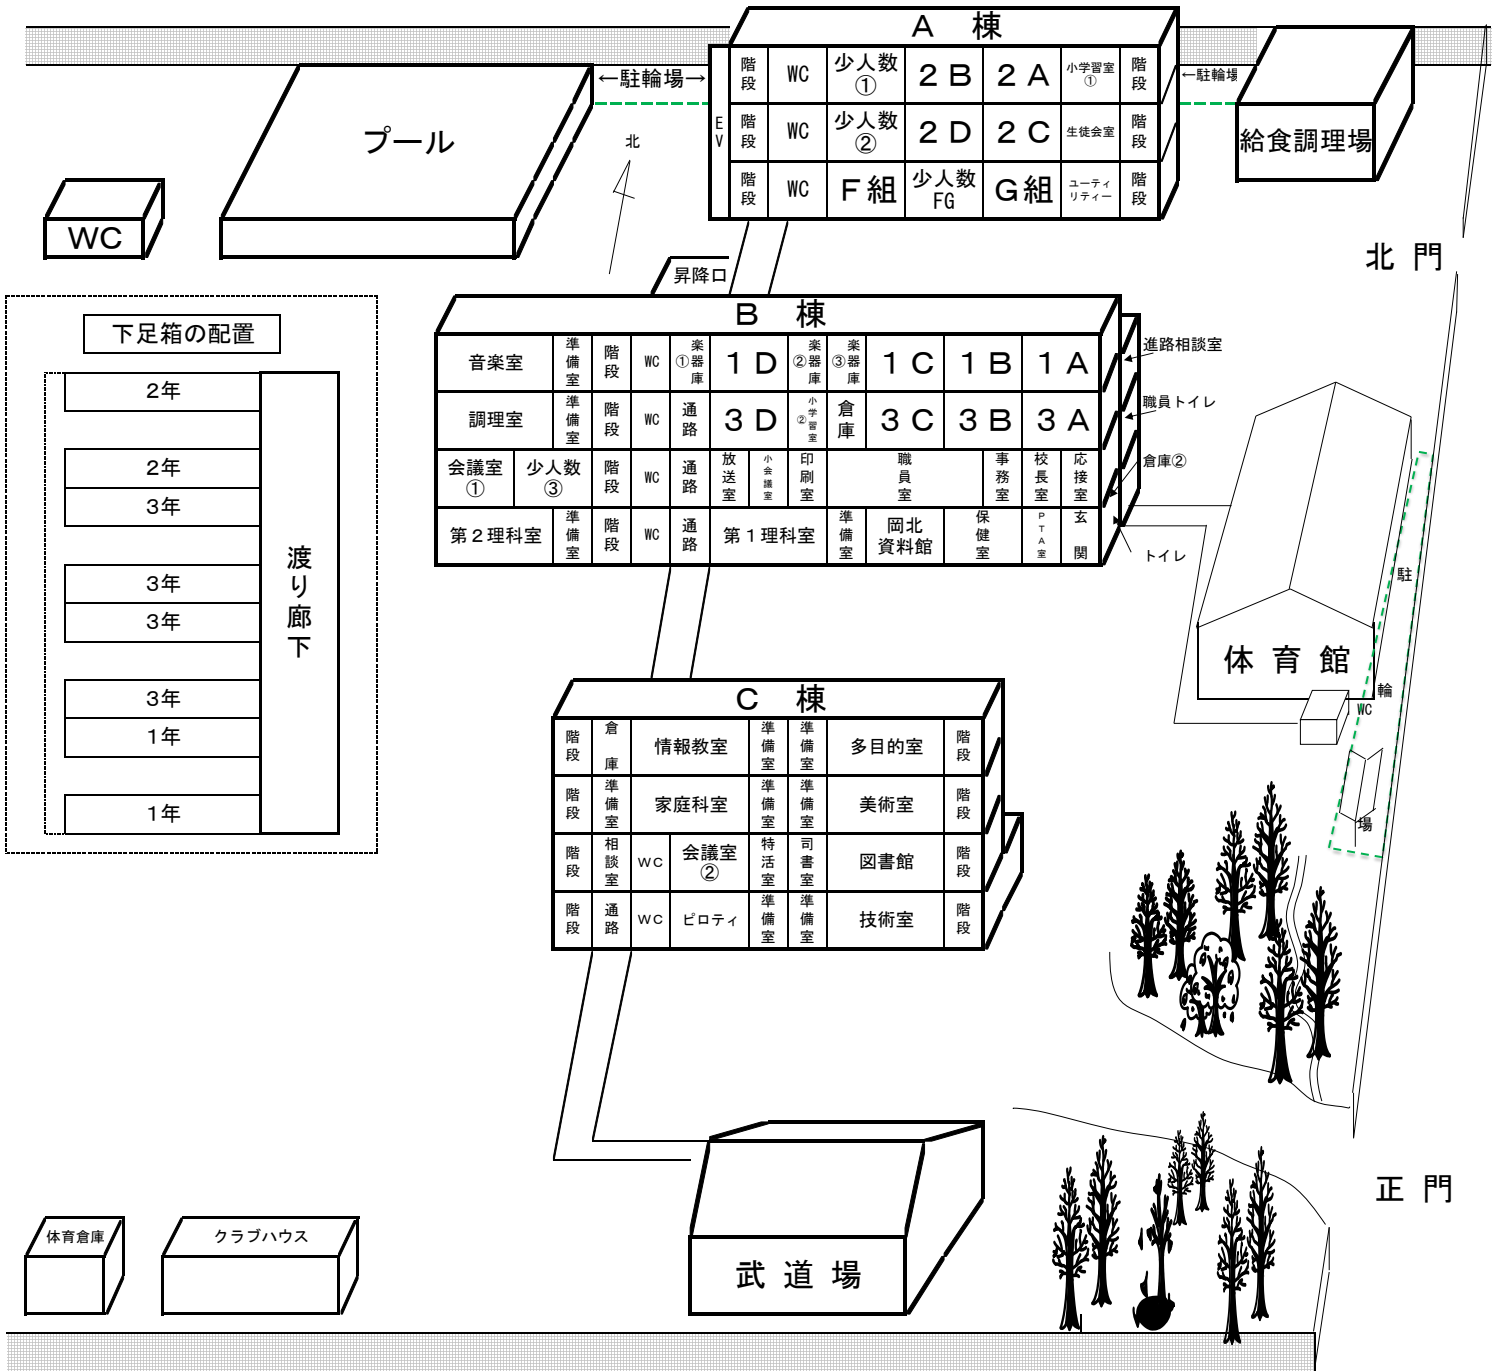 Ａ　棟
階段
WC
少人数①
２Ｂ
２Ａ
小学習室①
階段
←駐輪場→
←駐輪場
EV
階段
WC
少人数②
２Ｄ
２Ｃ
生徒会室
階段
階段
WC
Ｆ組
少人数FG
Ｇ組
ユーティリティー
階段
プール
給食調理場
北
WC
北 門
昇降口
Ｂ　棟
音楽室
準備室
階段
WC
楽器庫①
１Ｄ
楽器庫②
楽器庫③
１Ｃ
１Ｂ
１Ａ
進路相談室
調理室
準備室
階段
WC
通路
３Ｄ
小学習室②
倉庫
３Ｃ
３Ｂ
３Ａ
職員トイレ
会議室①
少人数③
階段
WC
通路
放送室
小会議室
印刷室
職員室
事務室
校長室
応接室
倉庫②
第２理科室
準備室
階段
WC
通路
第１理科室
準備室
岡北資料館
保健室
PTA室
玄関
トイレ
下足箱の配置
2年
2年
3年
3年
3年
3年
1年
1年
渡り廊下
体 育 館
WC
駐輪場
Ｃ　棟
階段
倉庫
情報教室
準備室
準備室
多目的室
階段
階段
準備室
家庭科室
準備室
準備室
美術室
階段
階段
相談室
ＷＣ
会議室②
特活室
司書室
図書館
階段
階段
通路
ＷＣ
ピロティ
準備室
準備室
技術室
階段
正 門
体育倉庫
クラブハウス
武 道 場